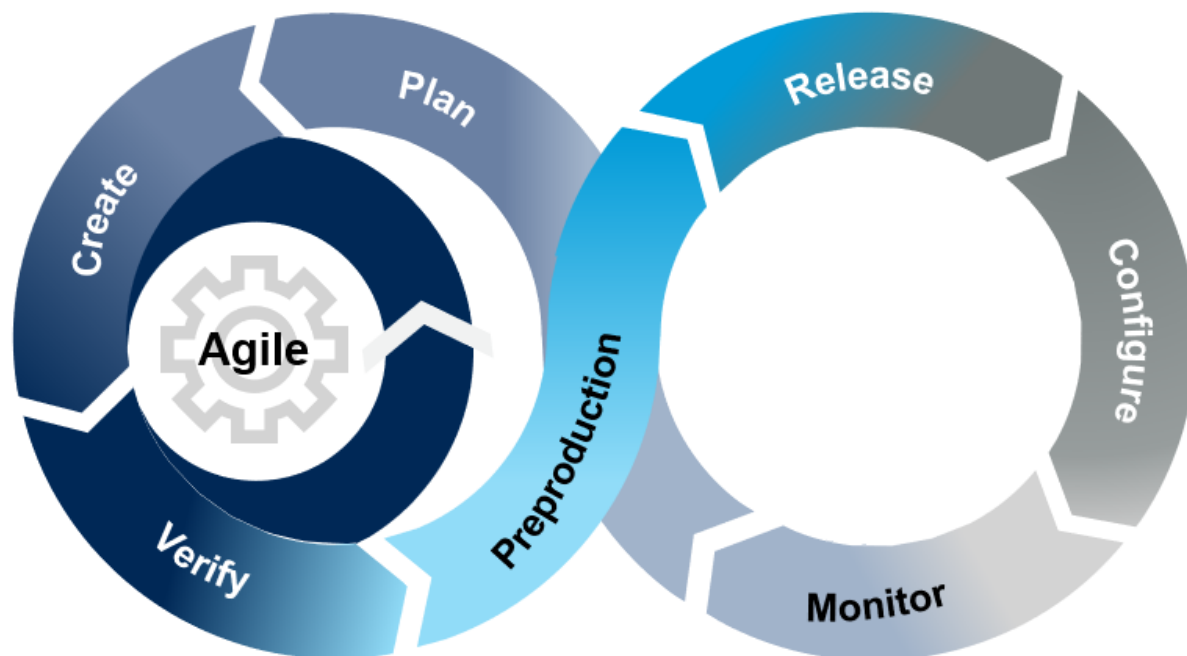 Plan
Create
Agile
Verify
Preproduction
Release
Configure
Monitor